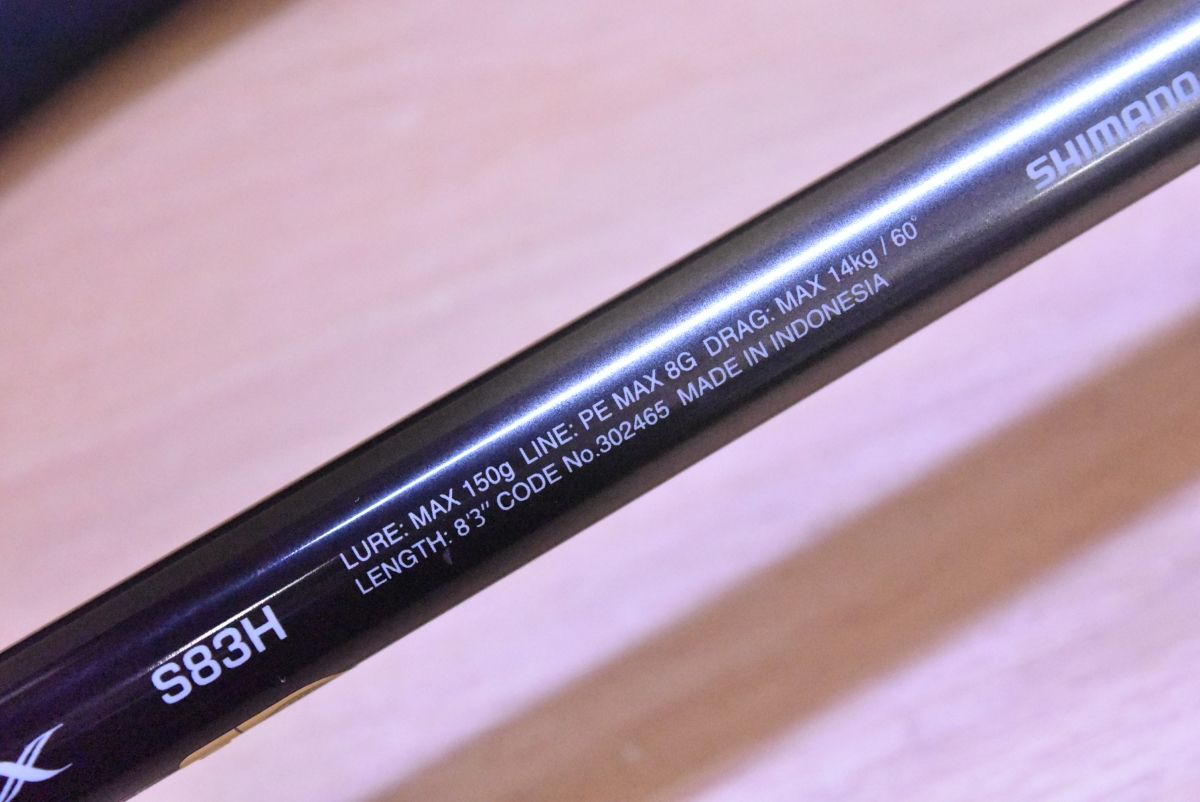 SHIMANO
LURE: MAX 150g LINE: PE MAX 8G DRAG: MAX 14kg / 60°
LENGTH: 8'3" CODE No.302465 MADE IN INDONESIA
S83H
X